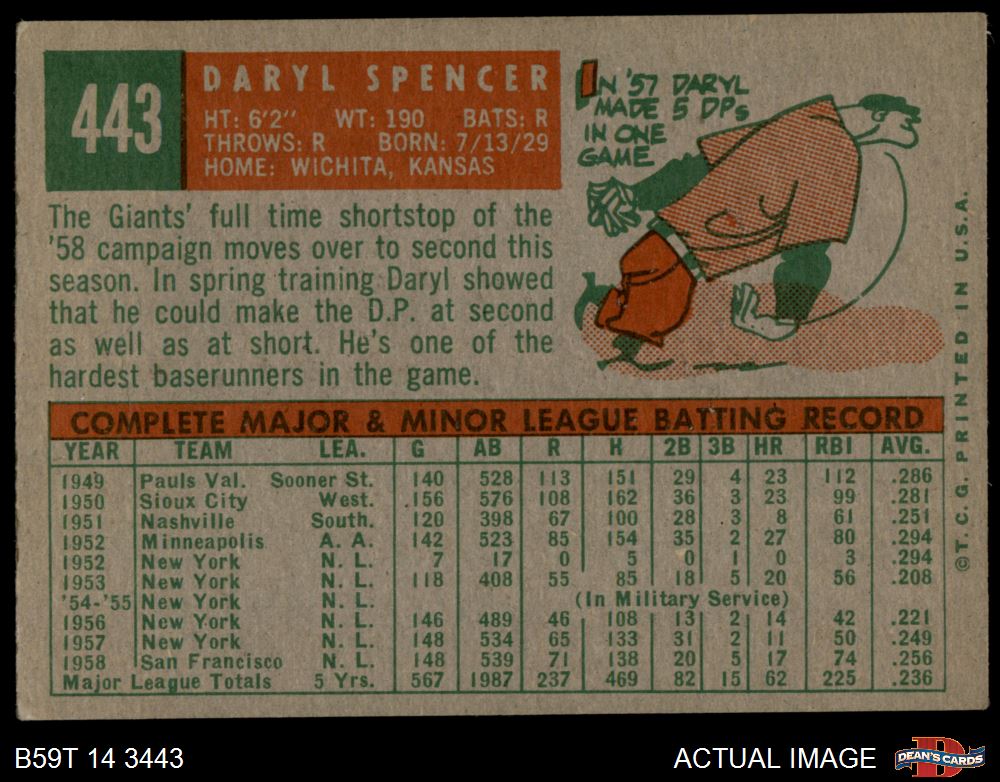 443
DARYL SPENCER
HT: 6'2" WT: 190 BATS: R
THROWS: R BORN: 7/13/29
HOME: WICHITA, KANSAS
IN '57 DARYL
MADE 5 DPs
IN ONE
GAME
The Giants' full time shortstop of the
'58 campaign moves over to second this
season. In spring training Daryl showed
that he could make the D.P. at second
as well as at short. He's one of the
hardest baserunners in the game.
COMPLETE MAJOR & MINOR LEAGUE BATTING RECORD
YEAR TEAM LEA. G AB R H 2B 3B HR RBI AVG.
1949 Pauls Val. Sooner St. 140 528 113 151 29 4 23 112 .286
1950 Sioux City West. .156 576 108 162 36 3 23 99 .281
1951 Nashville South. 120 398 67 100 28 3 8 61 .251
1952 Minneapolis A. A. 142 523 85 154 35 2 27 80 .294
1952 New York N. L. 7 17 0 5 0 1 0 3 .294
1953 New York N. L. 118 408 55 85 18 5 20 56 .208
'54-'55 New York N. L. (In Military Service)
1956 New York N. L. 146 489 46 108 13 2 14 42 .221
1957 New York N. L. 148 534 65 133 31 2 11 50 .249
1958 San Francisco N. L. 148 539 71 138 20 5 17 74 .256
Major League Totals 5 Yrs. 567 1987 237 469 82 15 62 225 .236
©T. C. G. PRINTED IN U.S.A.
B59T 14 3443
ACTUAL IMAGE
D
DEAN'S CARDS